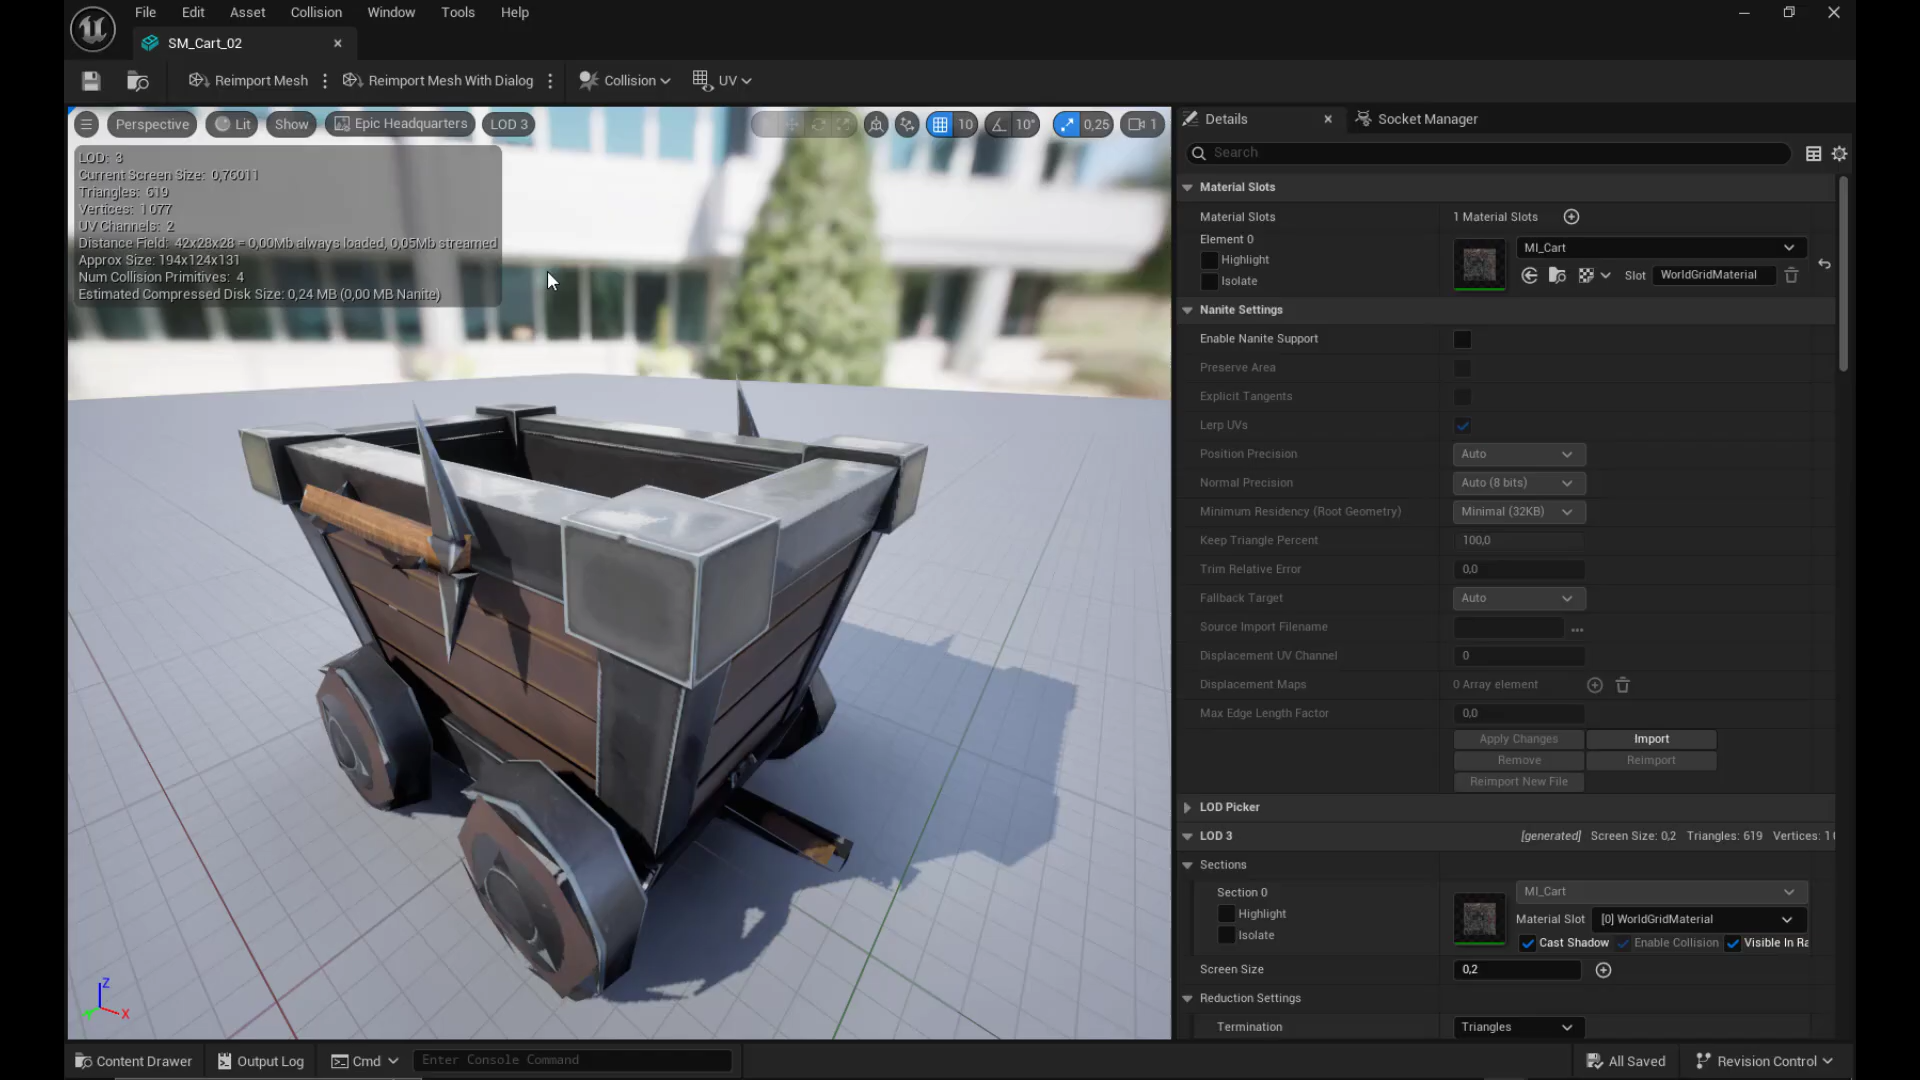 File Edit Asset Collision Window Tools Help
SM_Cart_02
Reimport Mesh Reimport Mesh With Dialog Collision UV
Perspective Lit Show Epic Headquarters LOD 3 10 10° 0,25 1
LOD: 3
Current Screen Size: 0,76011
Triangles: 619
Vertices: 1 077
UV Channels: 2
Distance Field: 42x28x28 = 0,00Mb always loaded, 0,05Mb streamed
Approx Size: 194x124x131
Num Collision Primitives: 4
Estimated Compressed Disk Size: 0,24 MB (0,00 MB Nanite)
Z
X
Details Socket Manager
Search
Material Slots
Material Slots 1 Material Slots
Element 0 MI_Cart
Highlight
Isolate Slot WorldGridMaterial
Nanite Settings
Enable Nanite Support
Preserve Area
Explicit Tangents
Lerp UVs
Position Precision Auto
Normal Precision Auto (8 bits)
Minimum Residency (Root Geometry) Minimal (32KB)
Keep Triangle Percent 100,0
Trim Relative Error 0,0
Fallback Target Auto
Source Import Filename
Displacement UV Channel 0
Displacement Maps 0 Array element
Max Edge Length Factor 0,0
Apply Changes Import
Remove Reimport
Reimport New File
LOD Picker
LOD 3 [generated] Screen Size: 0,2 Triangles: 619 Vertices: 1
Sections
Section 0 MI_Cart
Highlight Material Slot [0] WorldGridMaterial
Isolate Cast Shadow Enable Collision Visible In Ra
Screen Size 0,2
Reduction Settings
Termination Triangles
Content Drawer Output Log Cmd Enter Console Command All Saved Revision Control